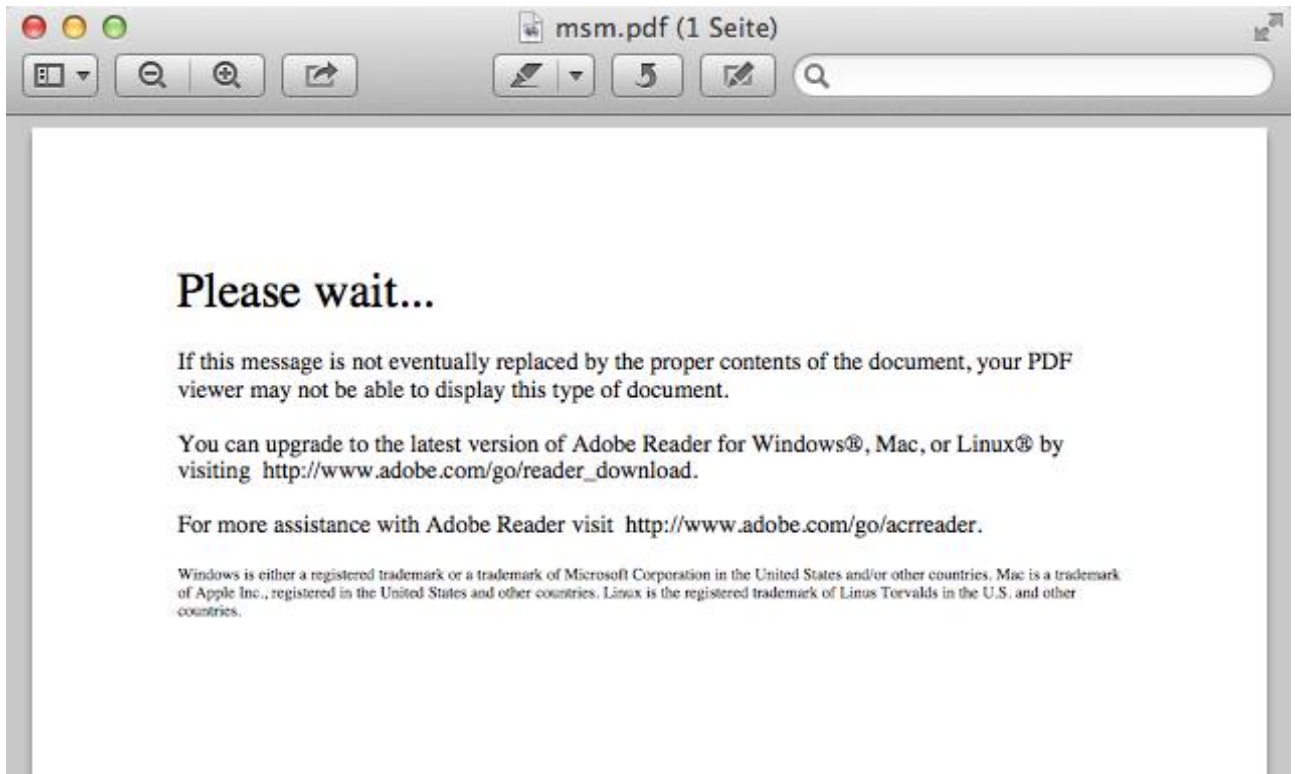 msm.pdf (1 Seite)
Please wait...
If this message is not eventually replaced by the proper contents of the document, your PDF
viewer may not be able to display this type of document.
You can upgrade to the latest version of Adobe Reader for Windows®, Mac, or Linux® by
visiting  http://www.adobe.com/go/reader_download.
For more assistance with Adobe Reader visit  http://www.adobe.com/go/acrreader.
Windows is either a registered trademark or a trademark of Microsoft Corporation in the United States and/or other countries. Mac is a trademark
of Apple Inc., registered in the United States and other countries. Linux is the registered trademark of Linus Torvalds in the U.S. and other
countries.